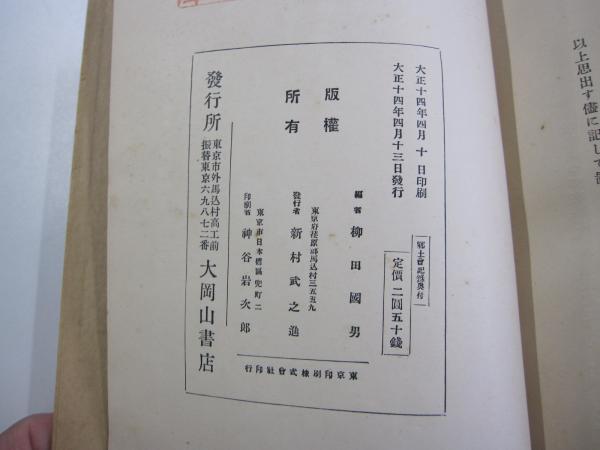 以上思出す儘に記して
大正十四年四月十日印刷
大正十四年四月十三日發行
郷土會記録奥付
定價二圓五十錢
版權
所有
編者 柳田國男
東京府荏原郡馬込村三五五九
發行者 新村武之進
東京市日本橋區兜町二
印刷者 神谷岩次郎
東京印刷株式會社印行
發行所
東京市外馬込村高工前
振替東京六九八七二番
大岡山書店